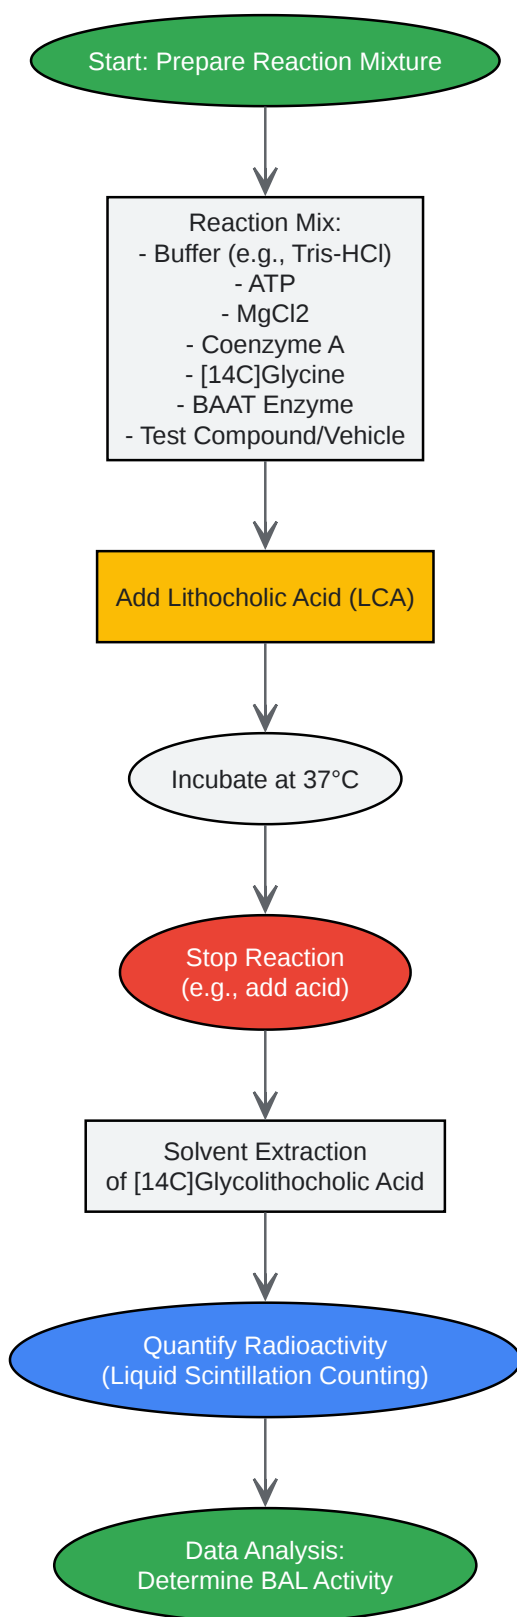 Start: Prepare Reaction Mixture
Reaction Mix:
- Buffer (e.g., Tris-HCl)
- ATP
- MgCl2
- Coenzyme A
- [14C]Glycine
- BAAT Enzyme
- Test Compound/Vehicle
Add Lithocholic Acid (LCA)
Incubate at 37°C
Stop Reaction
(e.g., add acid)
Solvent Extraction
of [14C]Glycolithocholic Acid
Quantify Radioactivity
(Liquid Scintillation Counting)
Data Analysis:
Determine BAL Activity